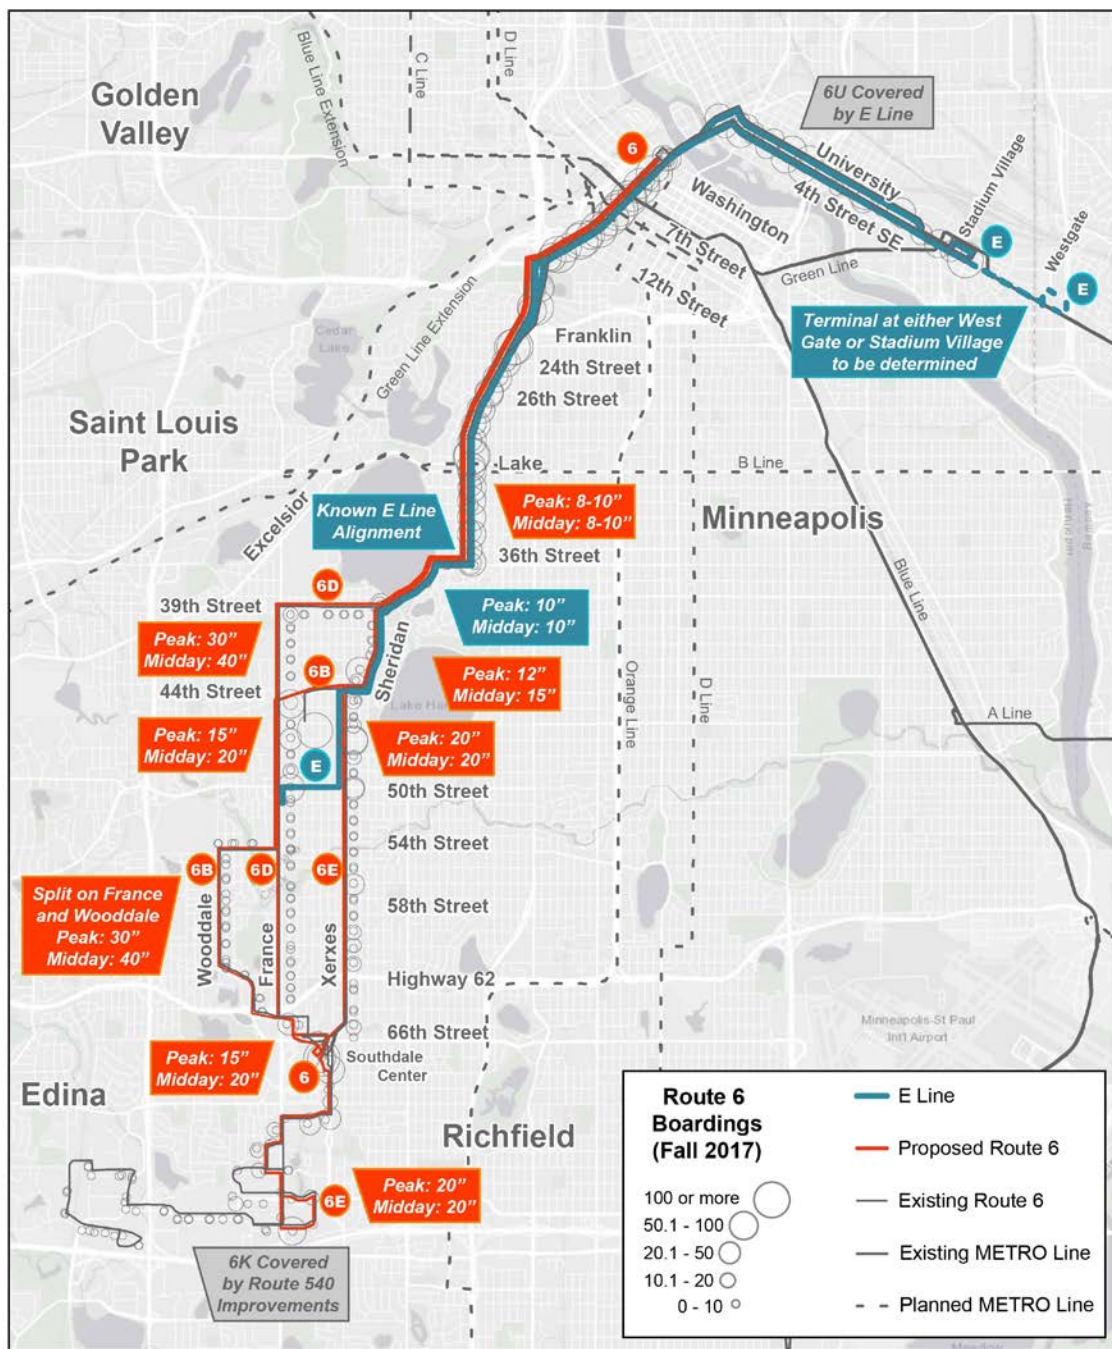 Golden
Valley
Blue Line Extension
C Line
D Line
6U Covered
by E Line
6
University
4th Street SE
Stadium Village
Westgate
E
E
Washington
7th Street
12th Street
Green Line
Terminal at either West
Gate or Stadium Village
to be determined
Cedar
Lake
Green Line Extension
Franklin
24th Street
26th Street
Saint Louis
Park
Lake
B Line
Excelsior
Known E Line
Alignment
Peak: 8-10”
Midday: 8-10”
Minneapolis
Hennepin
Ramsey
36th Street
Blue Line
6D
39th Street
Peak: 30”
Midday: 40”
Peak: 10”
Midday: 10”
Sheridan
6B
44th Street
Peak: 12”
Midday: 15”
Lake Har
Orange Line
D Line
A Line
Peak: 15”
Midday: 20”
E
Peak: 20”
Midday: 20”
50th Street
54th Street
6B
6D
6E
Split on France
and Wooddale
Peak: 30”
Midday: 40”
Wooddale
France
Xerxes
58th Street
Highway 62
66th Street
Minneapolis-St Paul
Int'l Airport
Peak: 15”
Midday: 20”
6
Southdale
Center
Edina
Richfield
6E
Peak: 20”
Midday: 20”
6K Covered
by Route 540
Improvements
Route 6
Boardings
(Fall 2017)
100 or more
50.1 - 100
20.1 - 50
10.1 - 20
0 - 10
E Line
Proposed Route 6
Existing Route 6
Existing METRO Line
Planned METRO Line